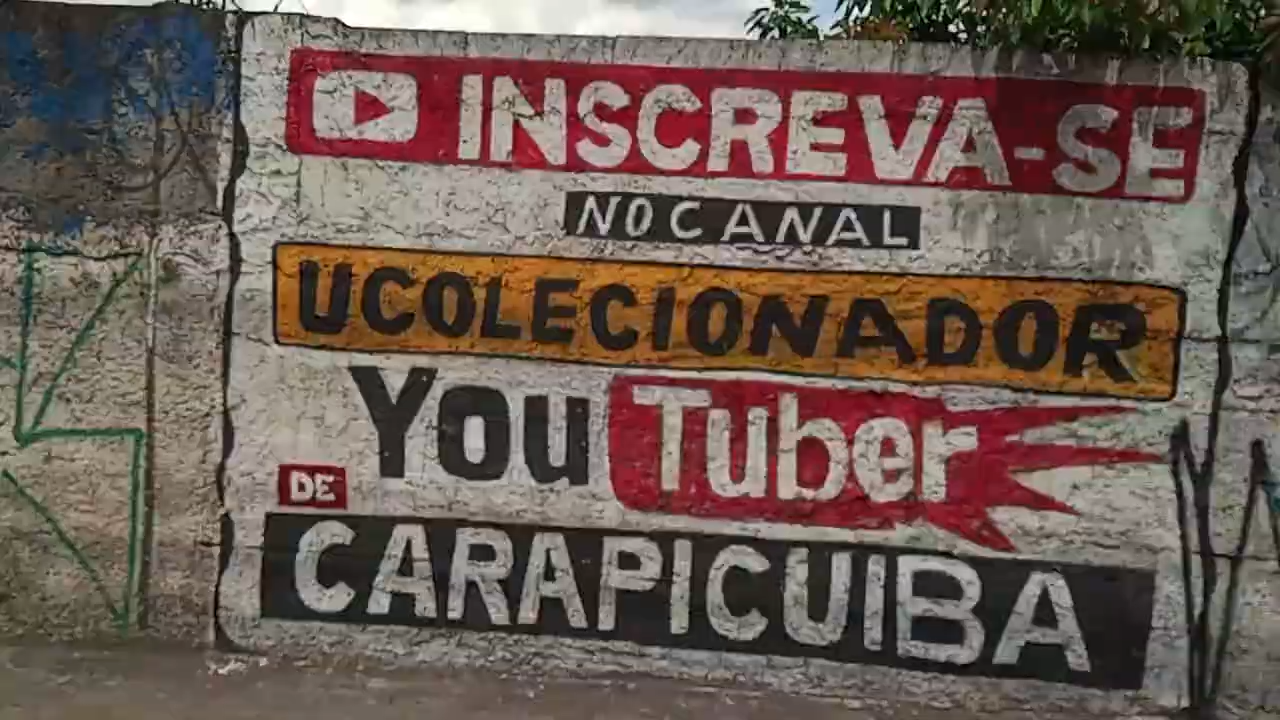 INSCREVA-SE
NO CANAL
UCOLECIONADOR
YouTuber
DE
CARAPICUIBA